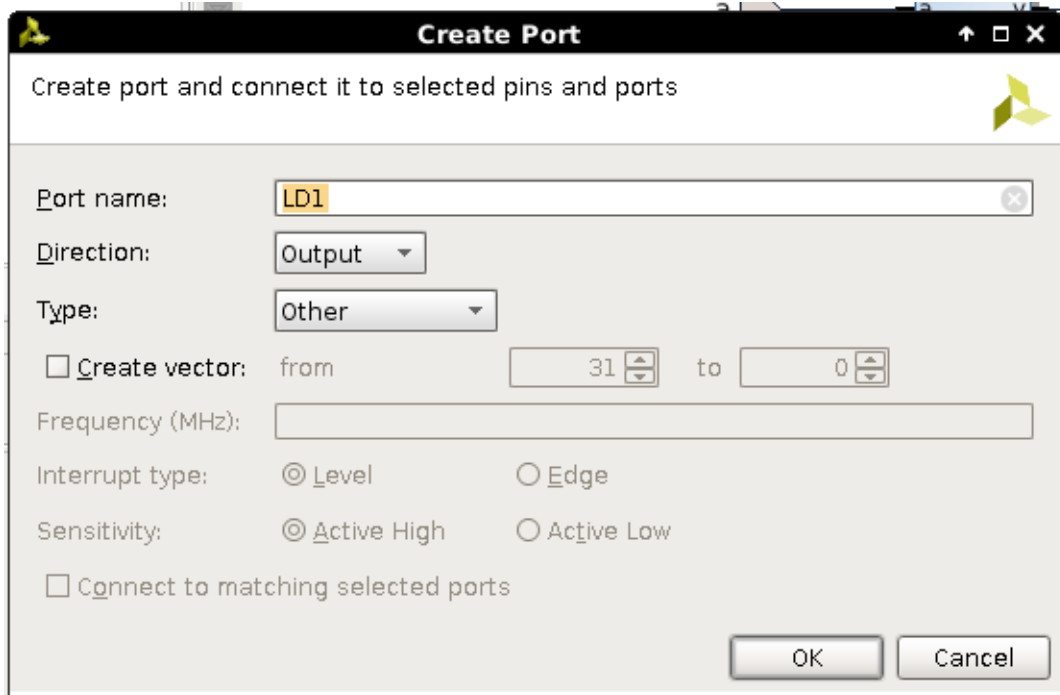 a a y
Create Port
Create port and connect it to selected pins and ports
Port name: LD1
Direction: Output
Type: Other
Create vector: from 31 to 0
Frequency (MHz):
Interrupt type: Level Edge
Sensitivity: Active High Active Low
Connect to matching selected ports
OK Cancel